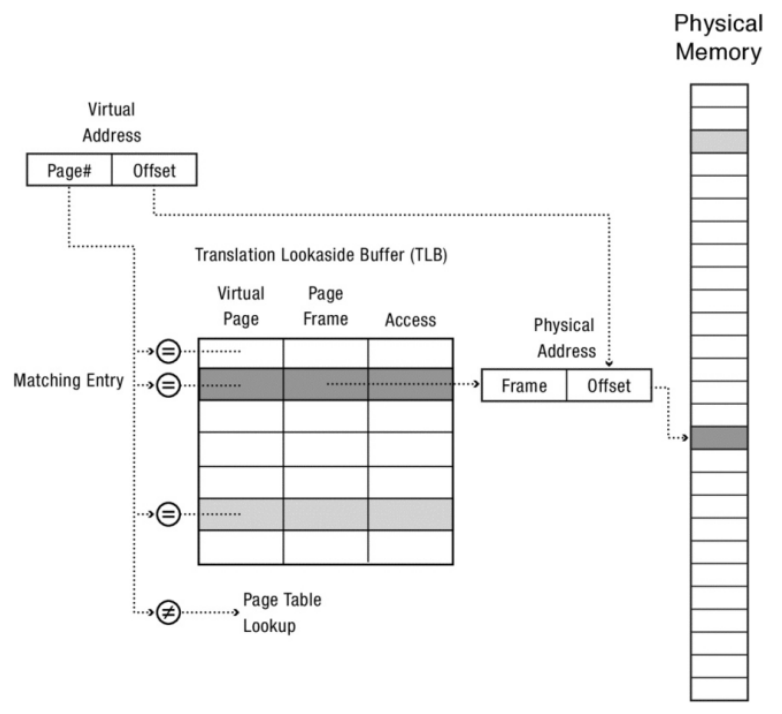 Physical
Memory
Virtual
Address
Page#
Offset
Translation Lookaside Buffer (TLB)
Virtual
Page
Page
Frame
Access
Physical
Address
=
Matching Entry
=
Frame
Offset
=
≠
Page Table
Lookup